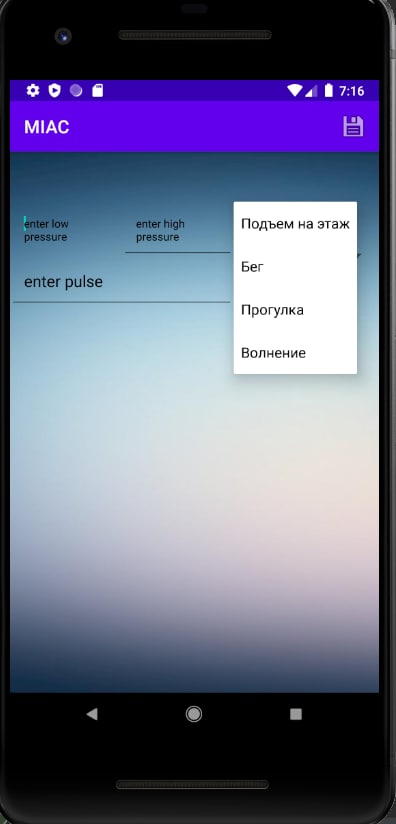 7:16
MIAC
enter low
pressure
enter high
pressure
Подъем на этаж
Бег
enter pulse
Прогулка
Волнение